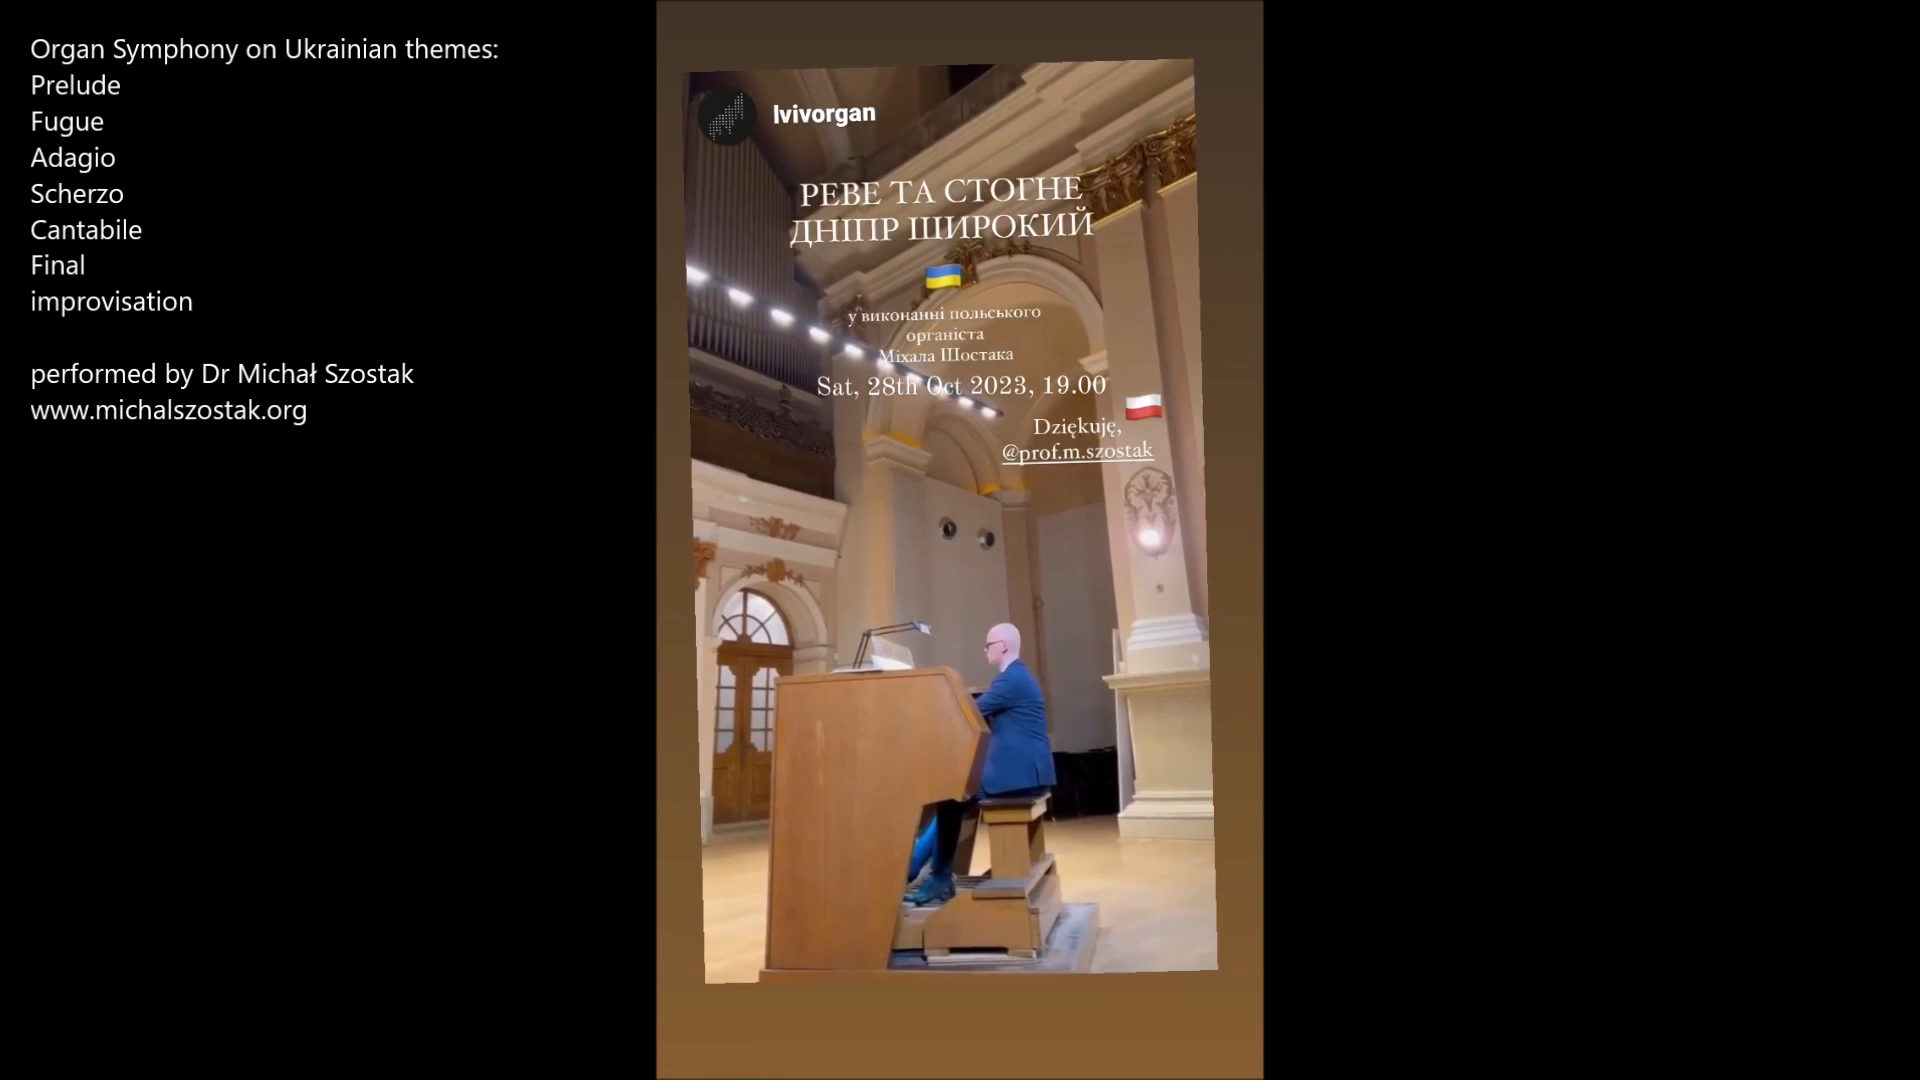 Organ Symphony on Ukrainian themes:
Prelude
Fugue
Adagio
Scherzo
Cantabile
Final
improvisation
performed by Dr Michał Szostak
www.michalszostak.org
lvivorgan
РЕВЕ ТА СТОГНЕ
ДНІПР ШИРОКИЙ
у виконанні польського
органіста
Міхала Шостака
Sat, 28th Oct 2023, 19.00
Dziękuję,
@prof.m.szostak